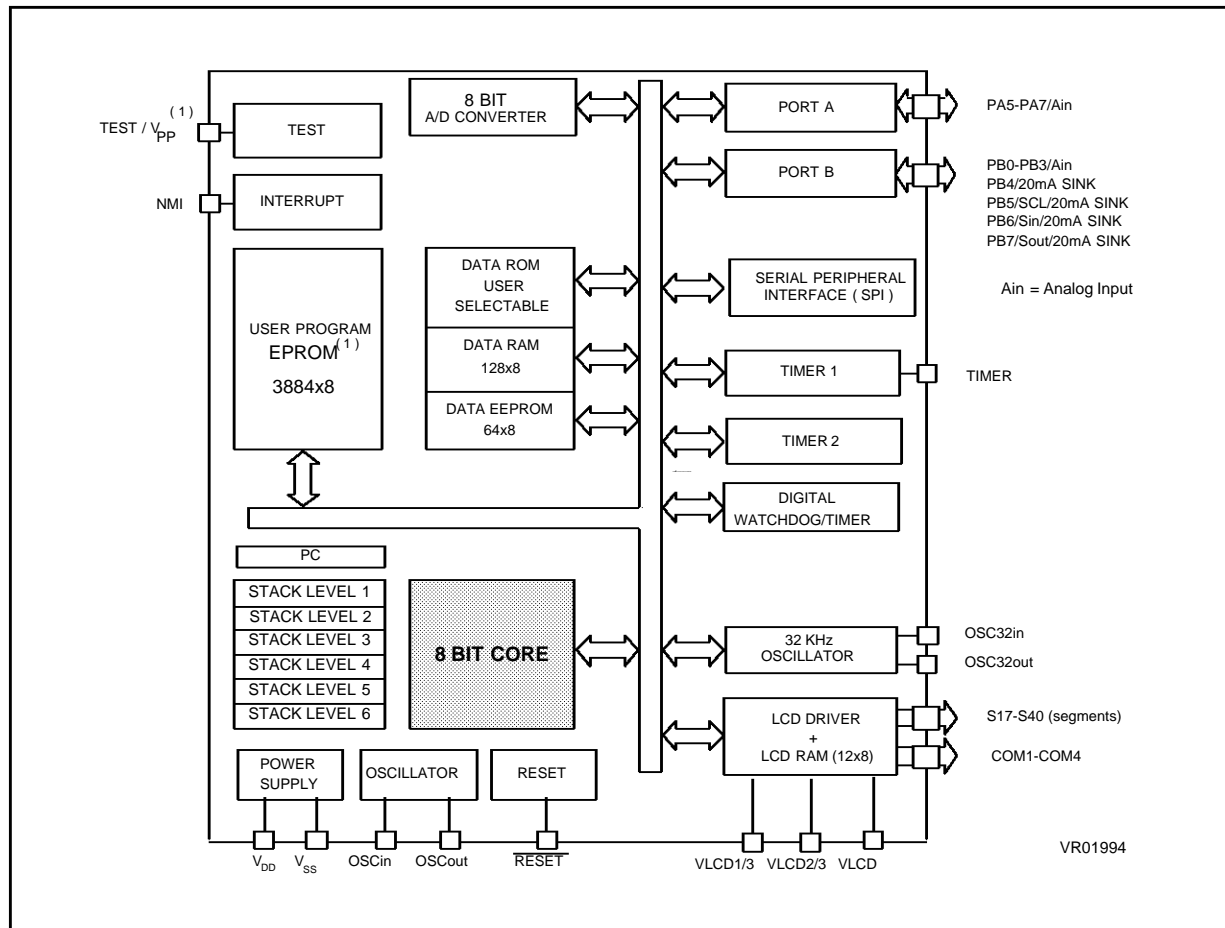 8 BIT
A/D CONVERTER
PORT A
PA5-PA7/Ain
TEST / VPP(1)
TEST
PORT B
PB0-PB3/Ain
PB4/20mA SINK
PB5/SCL/20mA SINK
PB6/Sin/20mA SINK
PB7/Sout/20mA SINK
NMI
INTERRUPT
DATA ROM
USER
SELECTABLE
SERIAL PERIPHERAL
INTERFACE ( SPI )
Ain = Analog Input
USER PROGRAM
EPROM(1)
3884x8
DATA RAM
128x8
TIMER 1
TIMER
DATA EEPROM
64x8
TIMER 2
DIGITAL
WATCHDOG/TIMER
PC
STACK LEVEL 1
STACK LEVEL 2
STACK LEVEL 3
STACK LEVEL 4
STACK LEVEL 5
STACK LEVEL 6
8 BIT CORE
32 KHz
OSCILLATOR
OSC32in
OSC32out
LCD DRIVER
+
LCD RAM (12x8)
S17-S40 (segments)
COM1-COM4
POWER
SUPPLY
OSCILLATOR
RESET
VDD
VSS
OSCin
OSCout
RESET
VLCD1/3
VLCD2/3
VLCD
VR01994